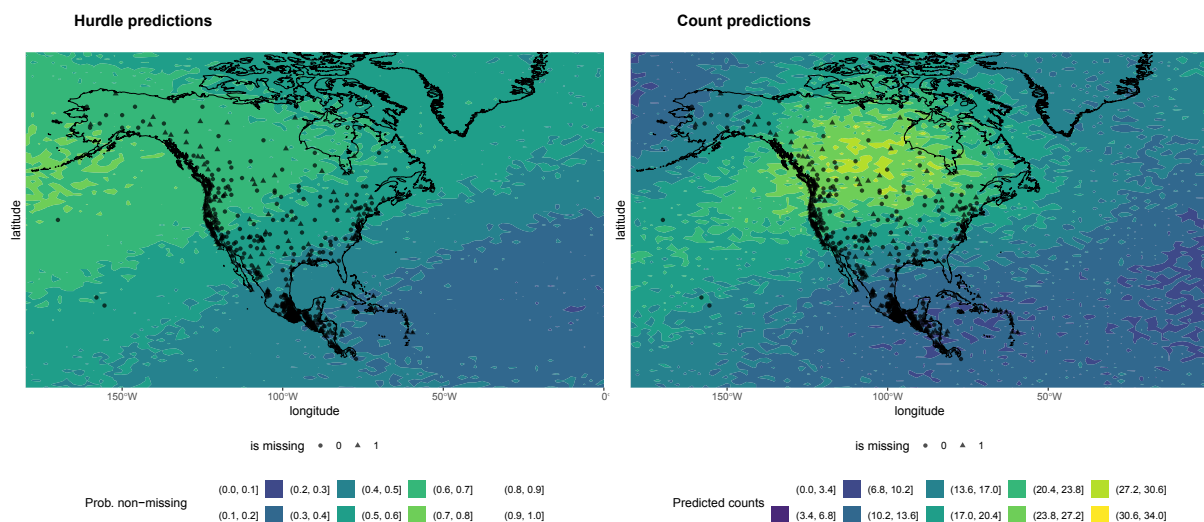 Hurdle predictions
Count predictions
latitude
150°W
100°W
50°W
0°
longitude
latitude
150°W
100°W
50°W
longitude
is missing 0 1
is missing 0 1
Prob. non−missing
(0.0, 0.1] (0.2, 0.3] (0.4, 0.5] (0.6, 0.7] (0.8, 0.9]
(0.1, 0.2] (0.3, 0.4] (0.5, 0.6] (0.7, 0.8] (0.9, 1.0]
Predicted counts
(0.0, 3.4] (6.8, 10.2] (13.6, 17.0] (20.4, 23.8] (27.2, 30.6]
(3.4, 6.8] (10.2, 13.6] (17.0, 20.4] (23.8, 27.2] (30.6, 34.0]